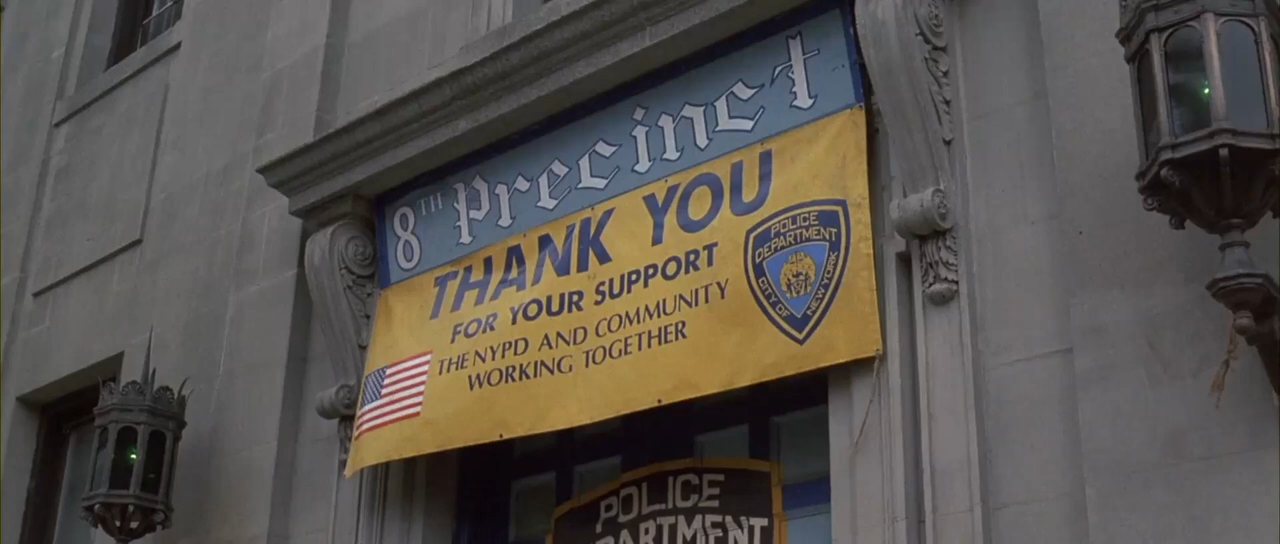 8TH Precinct
THANK YOU
FOR YOUR SUPPORT
THE NYPD AND COMMUNITY
WORKING TOGETHER
POLICE
DEPARTMENT
CITY OF
NEW YORK
POLICE
PARTMENT